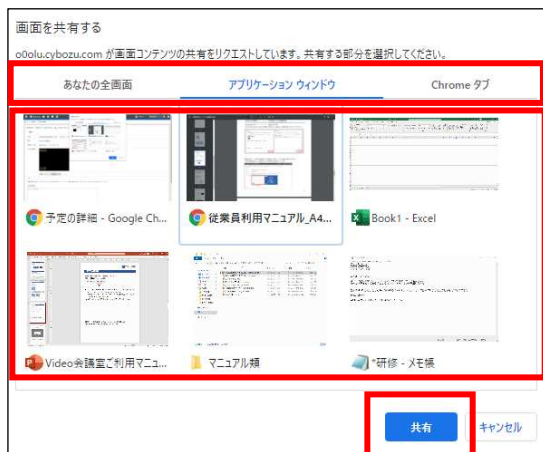 画面を共有する
o0olu.cybozu.com が画面コンテンツの共有をリクエストしています。共有する部分を選択してください。
あなたの全画面 アプリケーション ウィンドウ Chrome タブ
予定の詳細 - Google Ch... 従業員利用マニュアル_A4... Book1 - Excel
Video会議室ご利用マニュ... マニュアル類 *研修 - メモ帳
共有 キャンセル